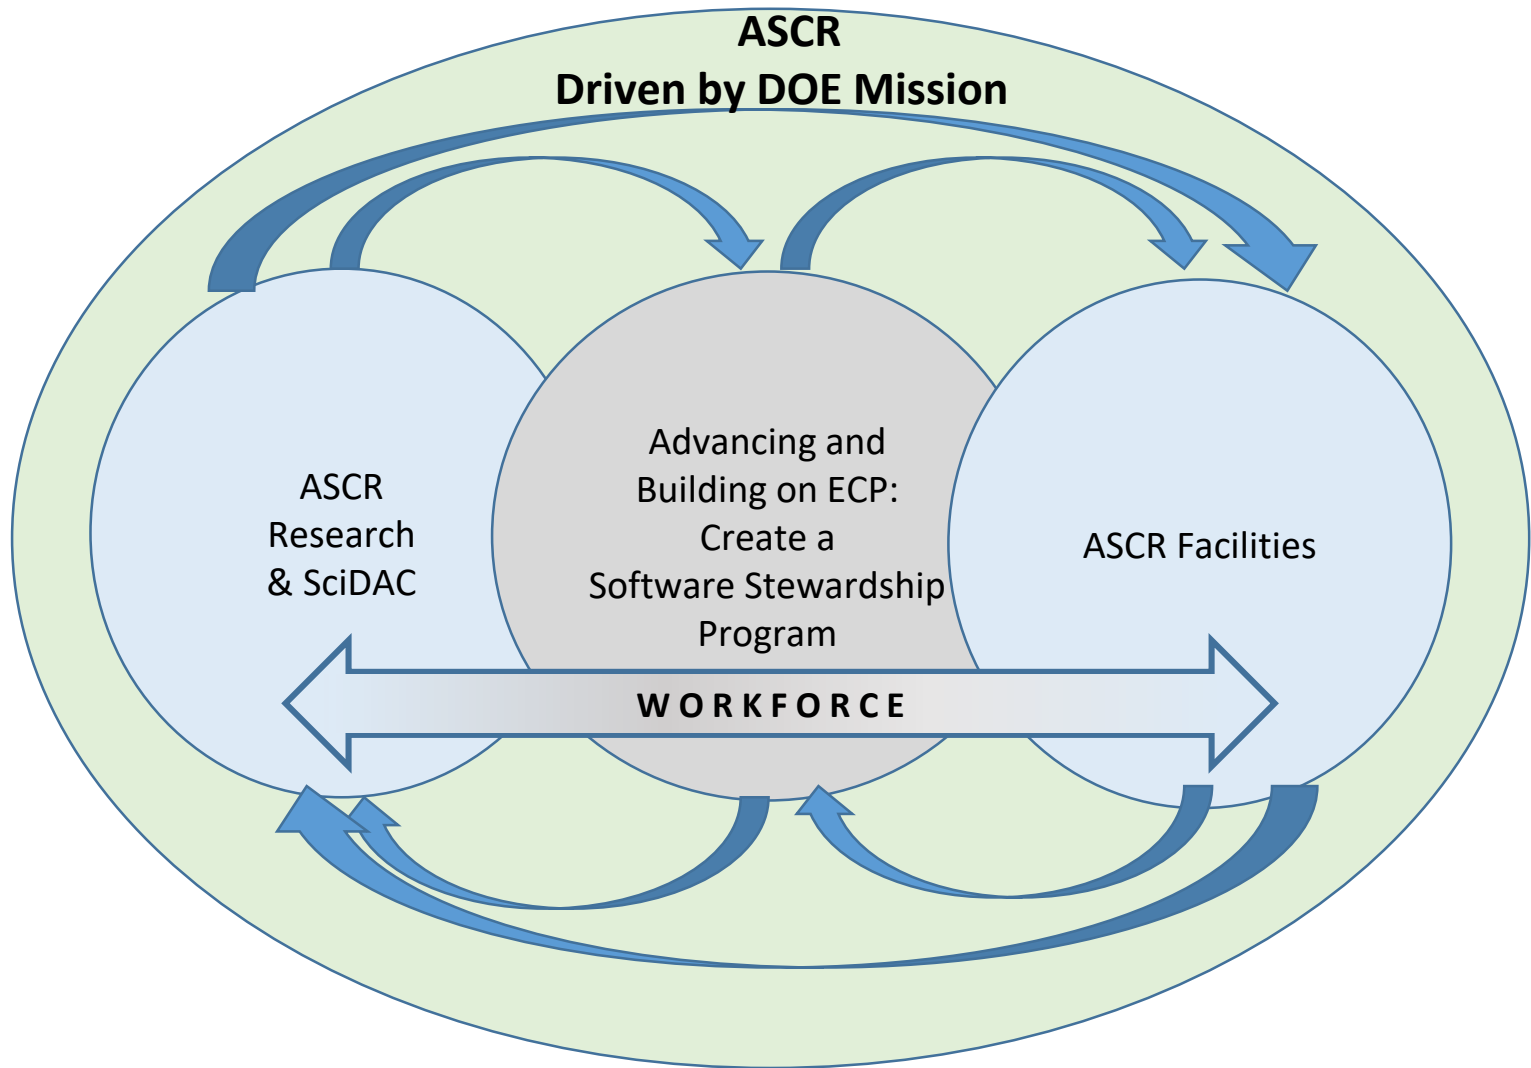 ASCR
Driven by DOE Mission
ASCR
Research
& SciDAC
Advancing and
Building on ECP:
Create a
Software Stewardship
Program
ASCR Facilities
WORKFORCE